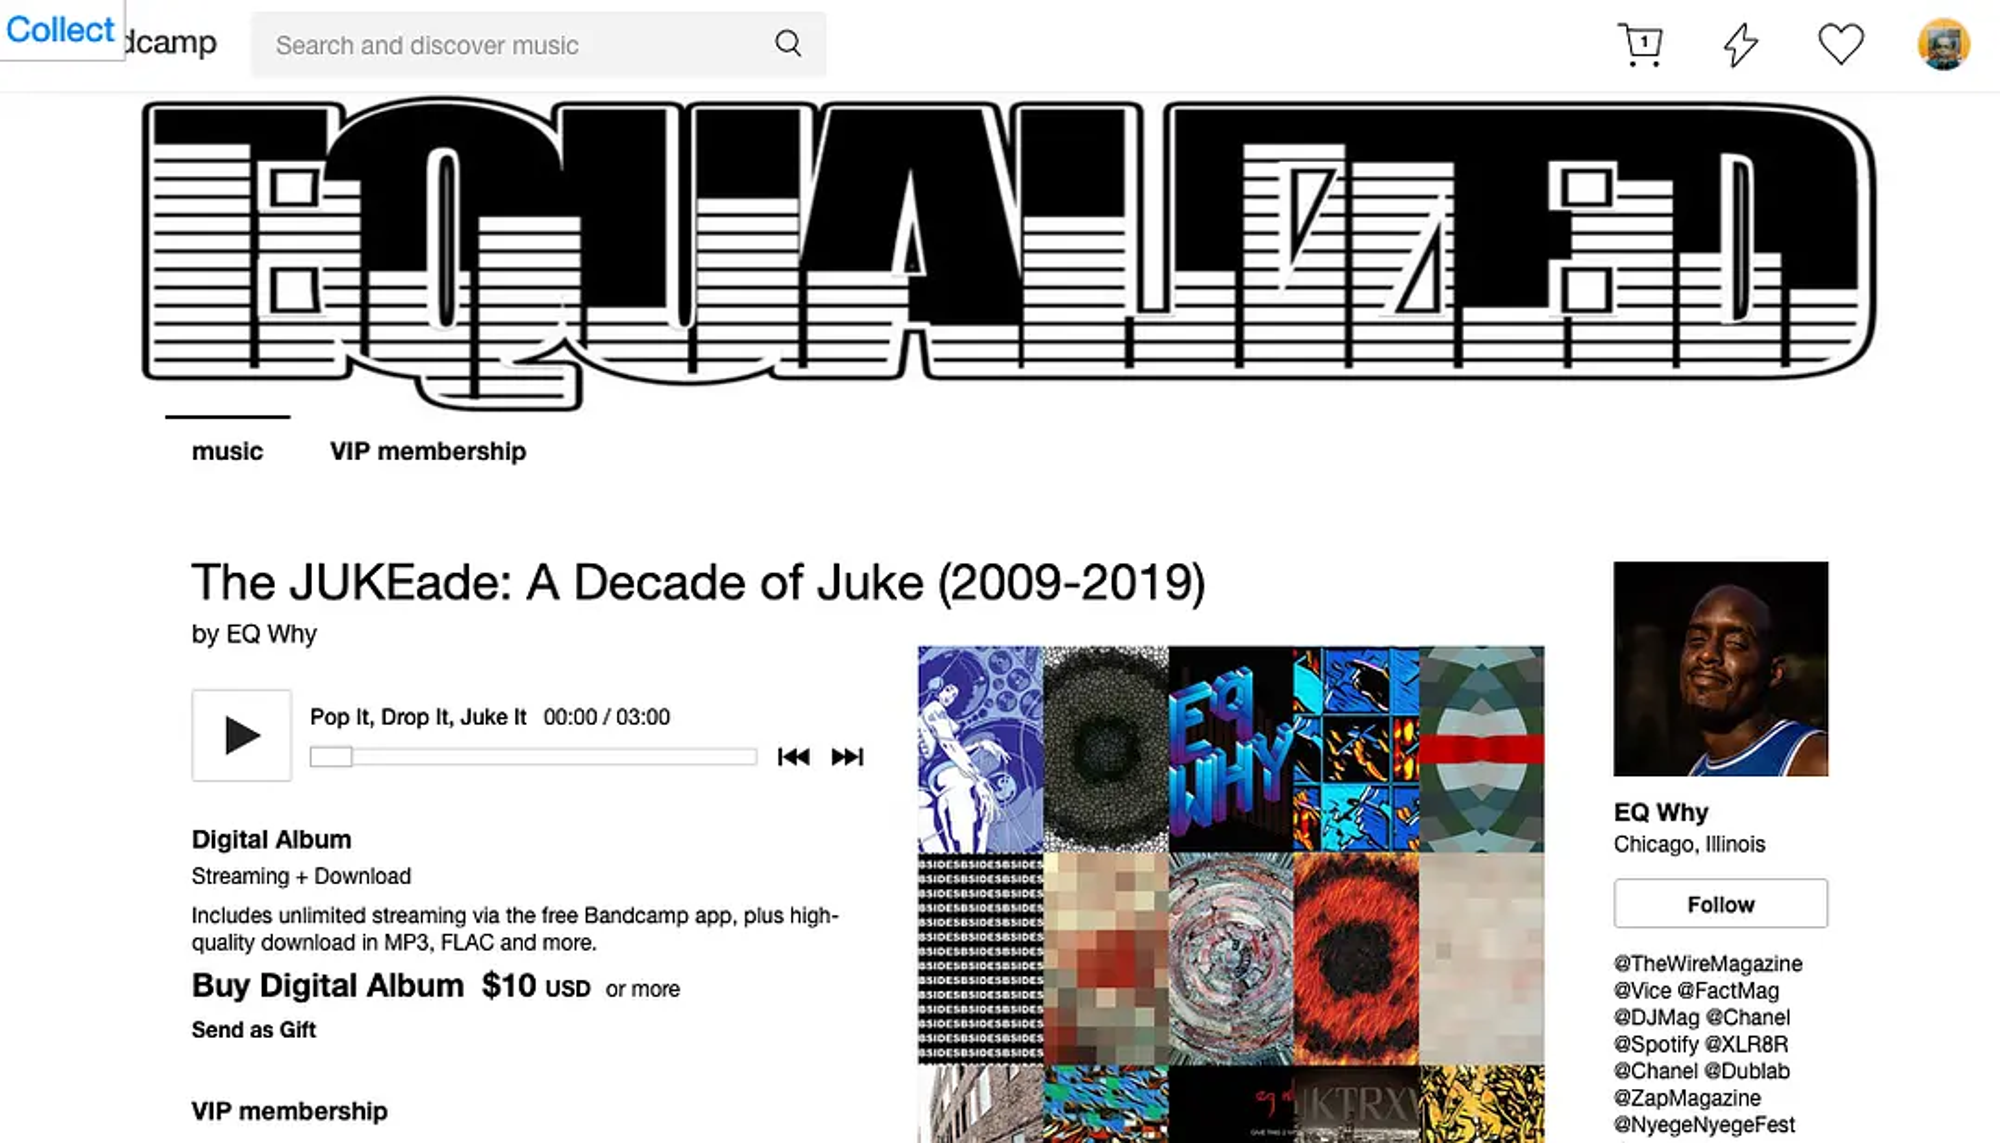 Collect
dcamp
Search and discover music
1
EQUALIZED
music
VIP membership
The JUKEade: A Decade of Juke (2009-2019)
by EQ Why
Pop It, Drop It, Juke It 00:00 / 03:00
Digital Album
Streaming + Download
Includes unlimited streaming via the free Bandcamp app, plus high-
quality download in MP3, FLAC and more.
Buy Digital Album $10 USD or more
Send as Gift
VIP membership
EQ
WHY
BSIDESBSIDESBSIDES
KTRXV
EQ Why
Chicago, Illinois
Follow
@TheWireMagazine
@Vice @FactMag
@DJMag @Chanel
@Spotify @XLR8R
@Chanel @Dublab
@ZapMagazine
@NyegeNyegeFest